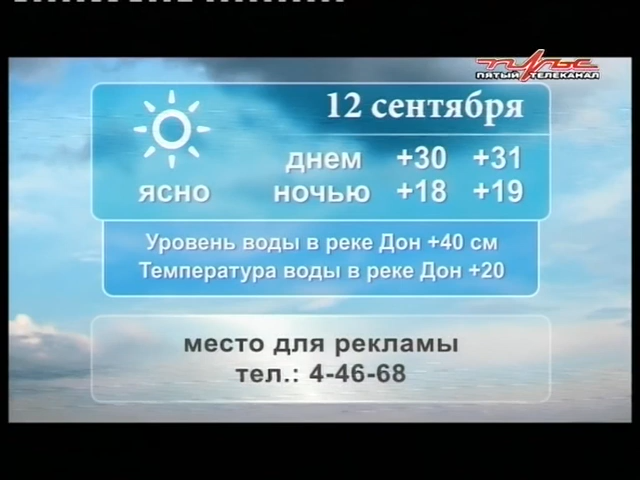 ПУЛЬС
ПЯТЫЙ ТЕЛЕКАНАЛ
12 сентября
днем +30 +31
ясно ночью +18 +19
Уровень воды в реке Дон +40 см
Температура воды в реке Дон +20
место для рекламы
тел.: 4-46-68